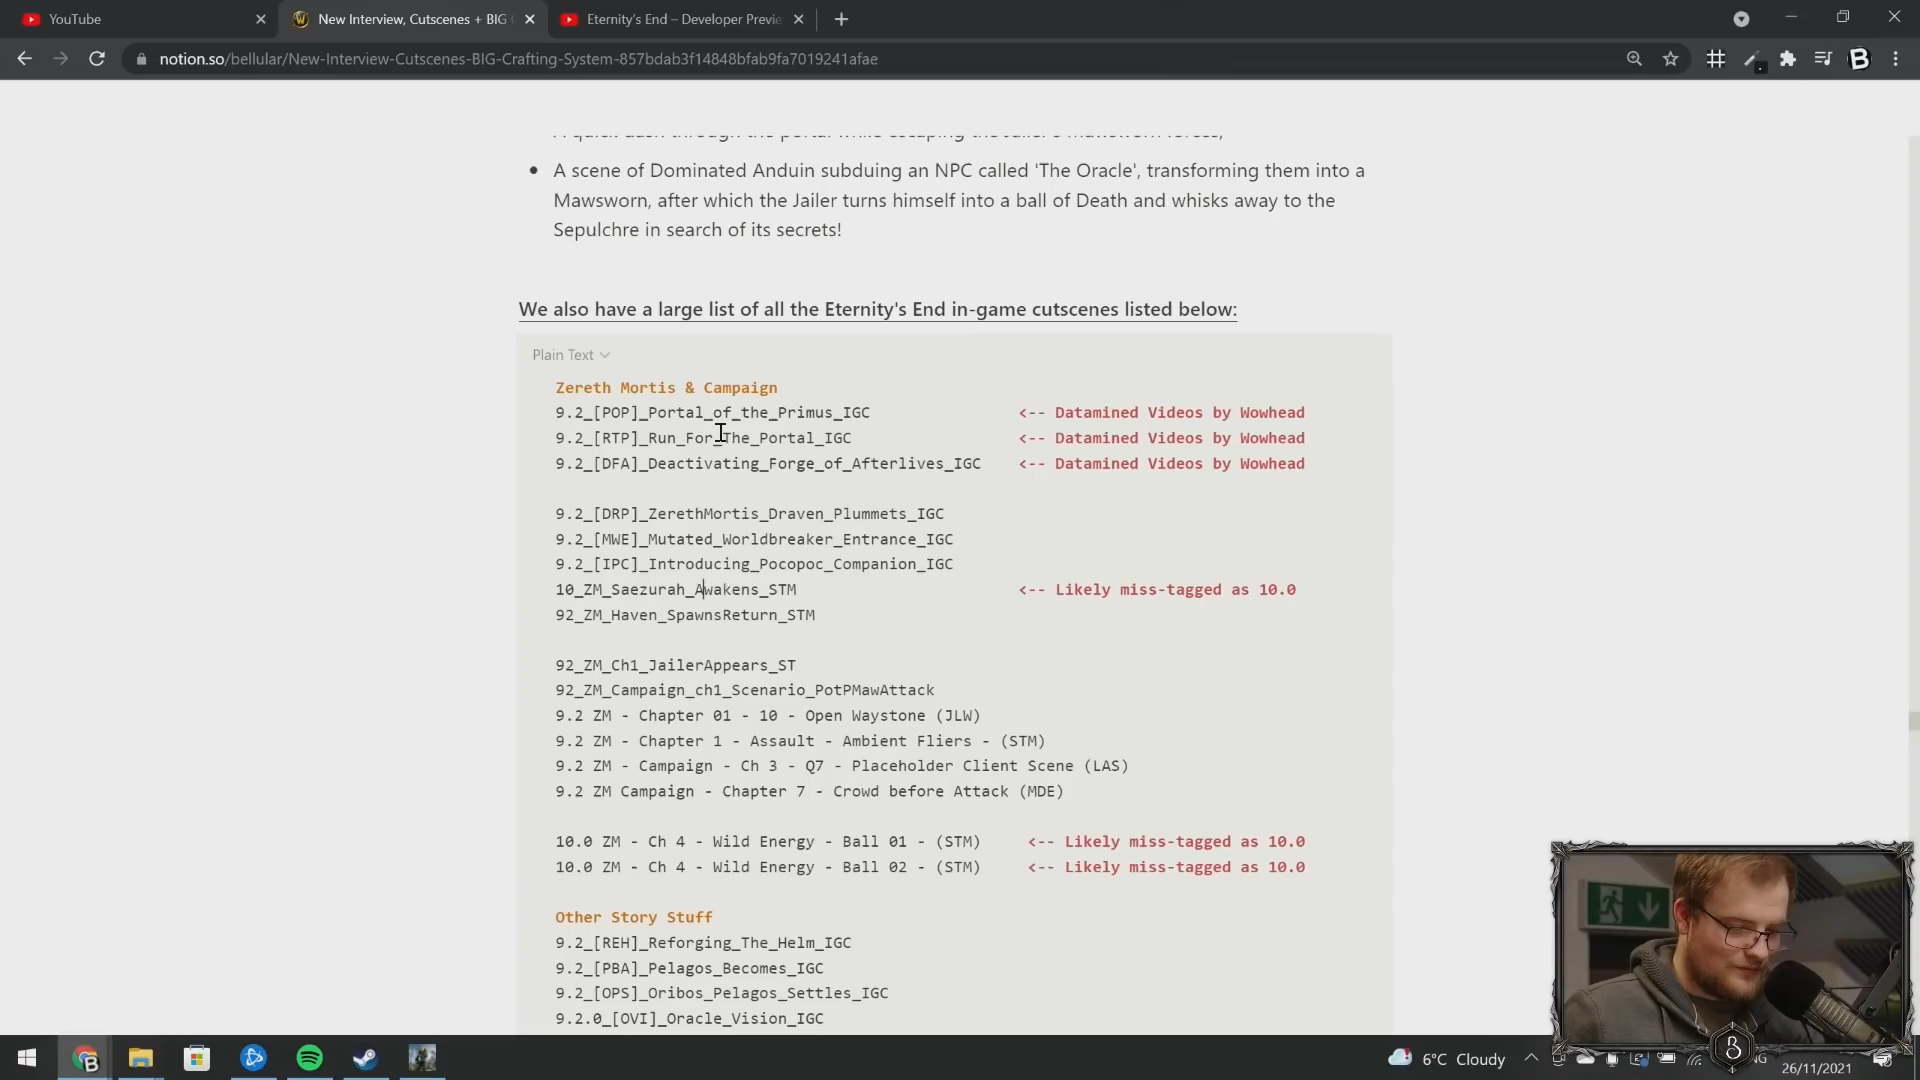 YouTube
New Interview, Cutscenes + BIG
Eternity's End – Developer Previe
notion.so/bellular/New-Interview-Cutscenes-BIG-Crafting-System-857bdab3f14848bfab9fa7019241afae
A quick dash through the portal while escaping the Jailer's Mawsworn forces,
A scene of Dominated Anduin subduing an NPC called 'The Oracle', transforming them into a
Mawsworn, after which the Jailer turns himself into a ball of Death and whisks away to the
Sepulchre in search of its secrets!
We also have a large list of all the Eternity's End in-game cutscenes listed below:
Plain Text
Zereth Mortis & Campaign
9.2_[POP]_Portal_of_the_Primus_IGC <-- Datamined Videos by Wowhead
9.2_[RTP]_Run_For_The_Portal_IGC <-- Datamined Videos by Wowhead
9.2_[DFA]_Deactivating_Forge_of_Afterlives_IGC <-- Datamined Videos by Wowhead
9.2_[DRP]_ZerethMortis_Draven_Plummets_IGC
9.2_[MWE]_Mutated_Worldbreaker_Entrance_IGC
9.2_[IPC]_Introducing_Pocopoc_Companion_IGC
10_ZM_Saezurah_Awakens_STM <-- Likely miss-tagged as 10.0
92_ZM_Haven_SpawnsReturn_STM
92_ZM_Ch1_JailerAppears_ST
92_ZM_Campaign_ch1_Scenario_PotPMawAttack
9.2 ZM - Chapter 01 - 10 - Open Waystone (JLW)
9.2 ZM - Chapter 1 - Assault - Ambient Fliers - (STM)
9.2 ZM - Campaign - Ch 3 - Q7 - Placeholder Client Scene (LAS)
9.2 ZM Campaign - Chapter 7 - Crowd before Attack (MDE)
10.0 ZM - Ch 4 - Wild Energy - Ball 01 - (STM) <-- Likely miss-tagged as 10.0
10.0 ZM - Ch 4 - Wild Energy - Ball 02 - (STM) <-- Likely miss-tagged as 10.0
Other Story Stuff
9.2_[REH]_Reforging_The_Helm_IGC
9.2_[PBA]_Pelagos_Becomes_IGC
9.2_[OPS]_Oribos_Pelagos_Settles_IGC
9.2.0_[OVI]_Oracle_Vision_IGC
6°C Cloudy
26/11/2021